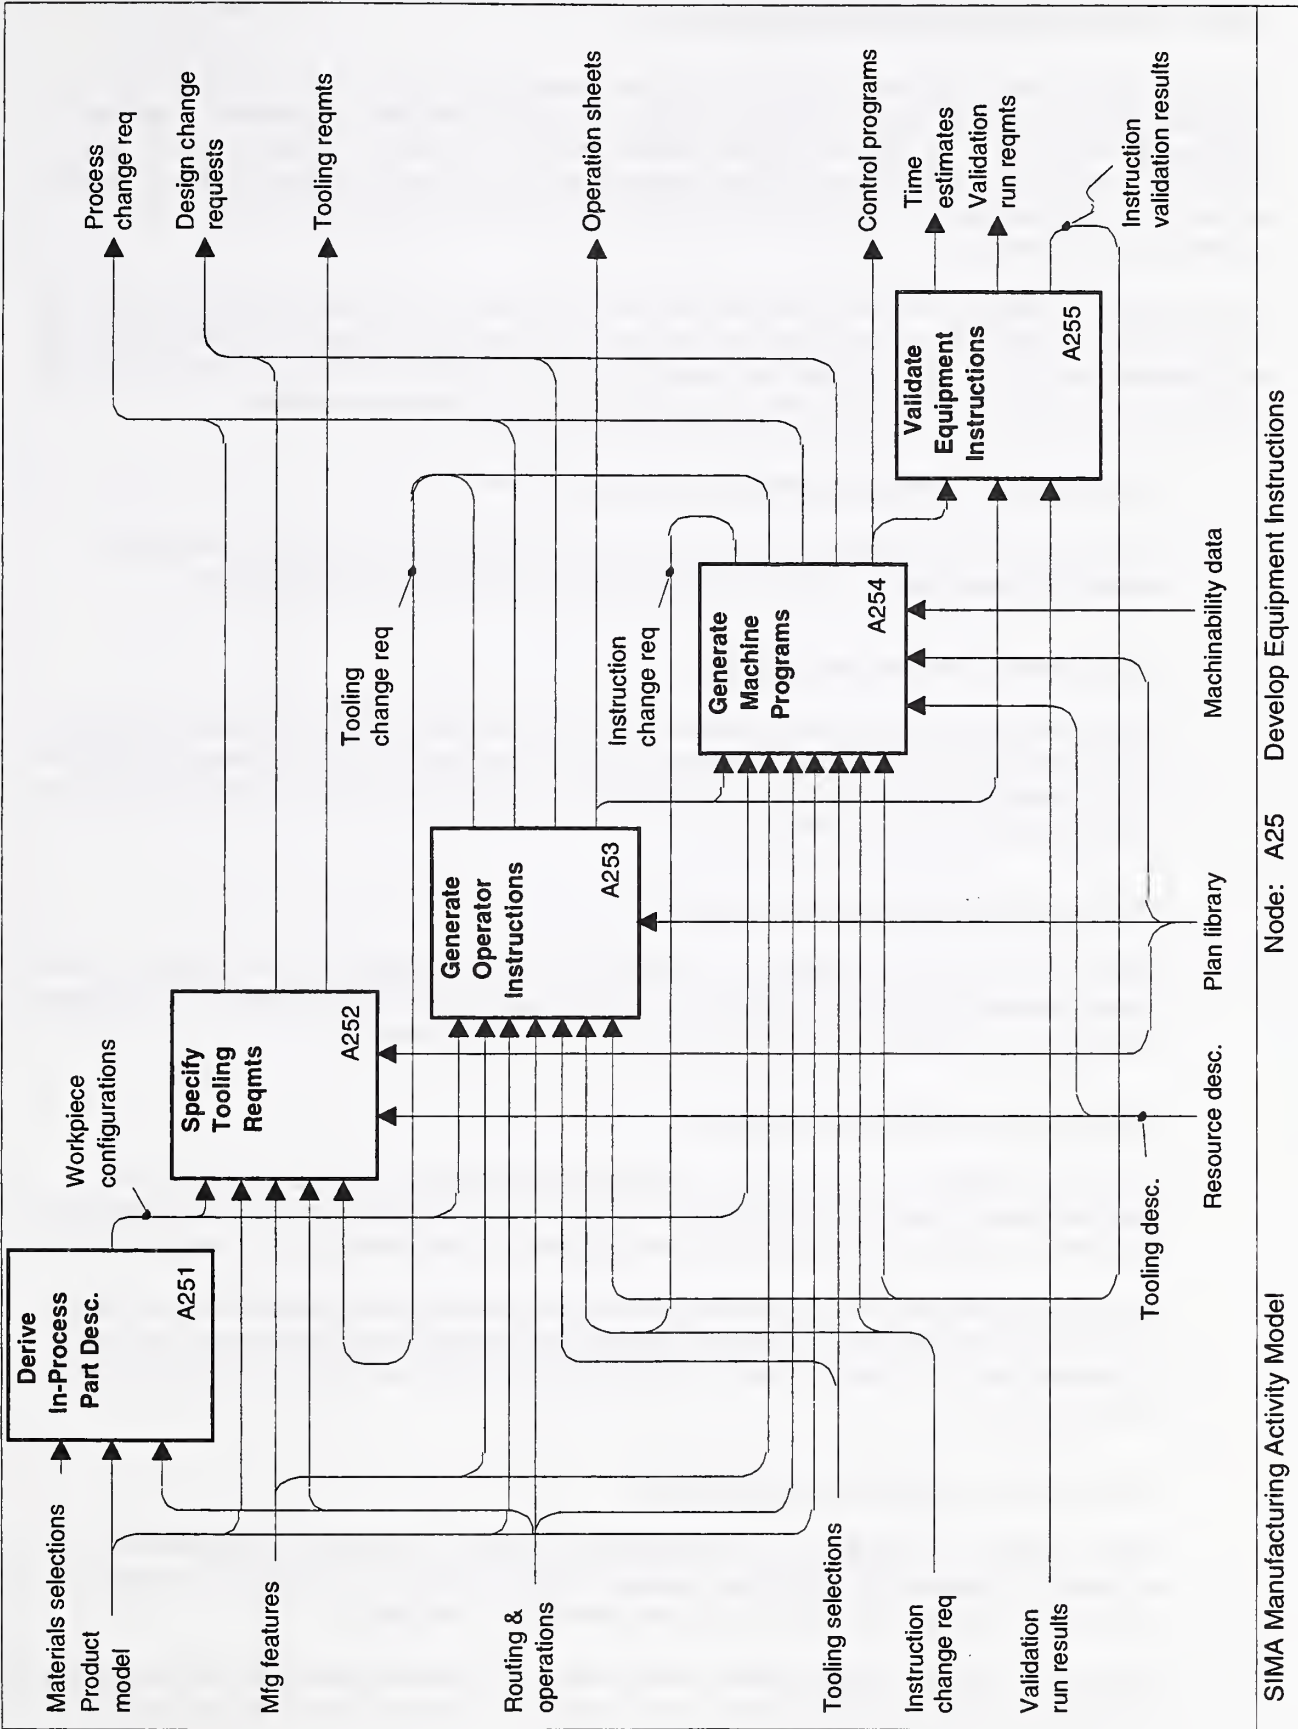 Derive
In-Process
Part Desc.
A251
Specify
Tooling
Reqmts
A252
Generate
Operator
Instructions
A253
Generate
Machine
Programs
A254
Validate
Equipment
Instructions
A255
Materials selections
Product
model
Mfg features
Routing &
operations
Tooling selections
Instruction
change req
Validation
run results
Workpiece
configurations
Tooling
change req
Instruction
change req
Process
change req
Design change
requests
Tooling reqmts
Operation sheets
Control programs
Time
estimates
Validation
run reqmts
Instruction
validation results
Tooling desc.
Resource desc.
Plan library
Machinability data
SIMA Manufacturing Activity Model
Node: A25 Develop Equipment Instructions